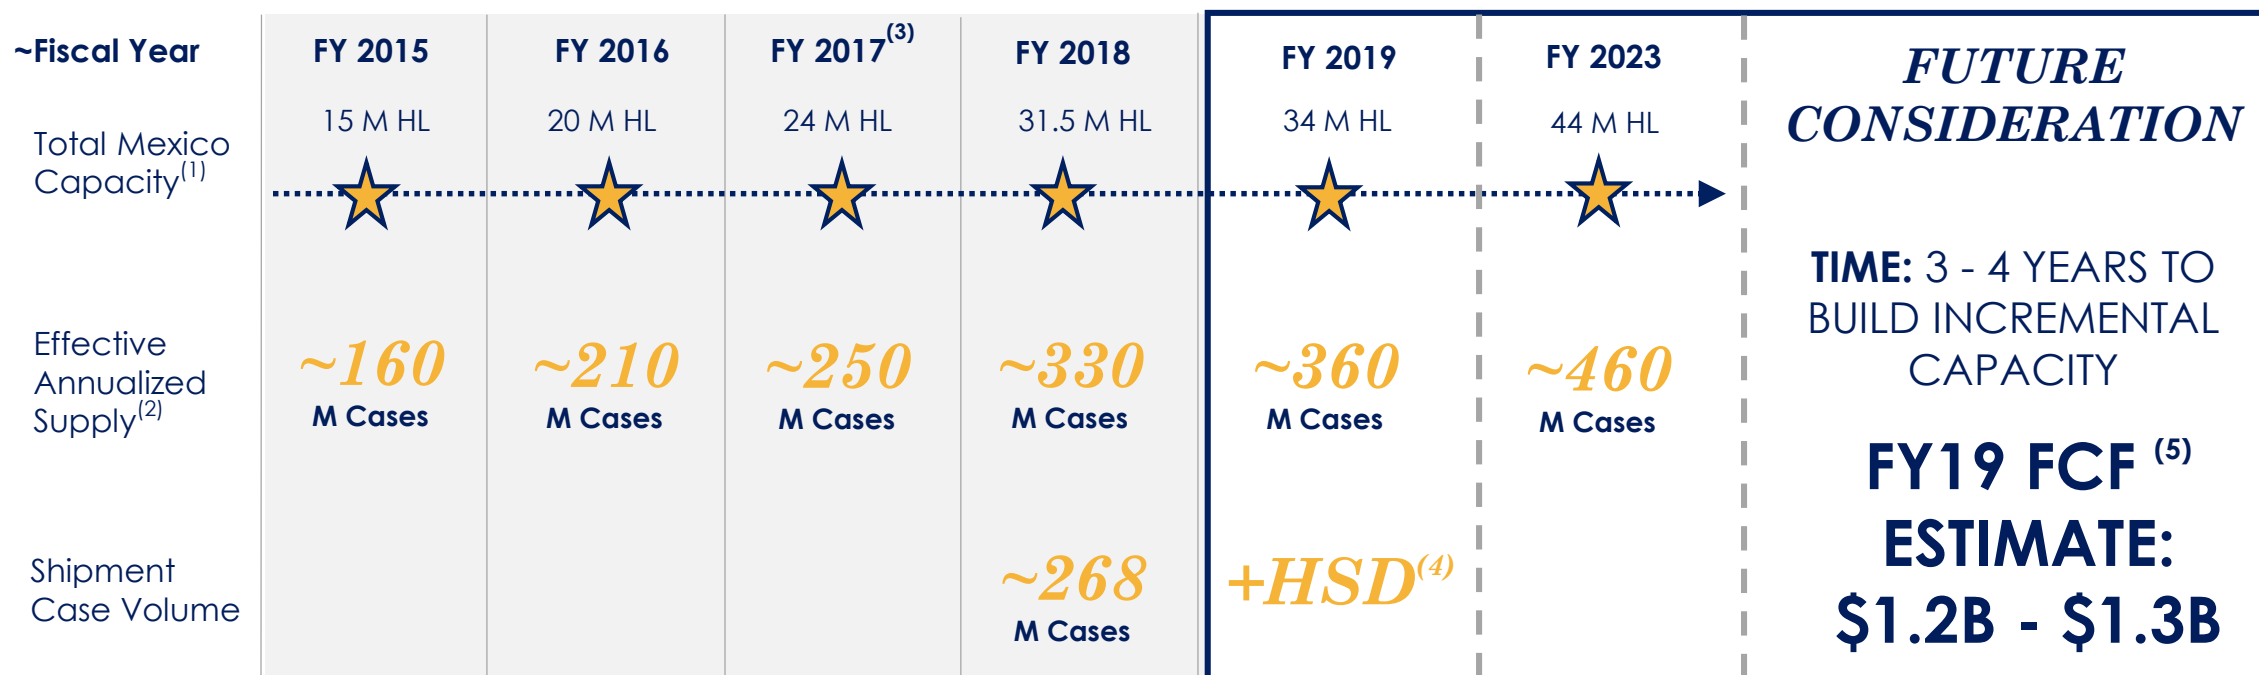 ~Fiscal Year
FY 2015
FY 2016
FY 2017(3)
FY 2018
FY 2019
FY 2023
Total Mexico
Capacity(1)
15 M HL
20 M HL
24 M HL
31.5 M HL
34 M HL
44 M HL
Effective
Annualized
Supply(2)
~160
M Cases
~210
M Cases
~250
M Cases
~330
M Cases
~360
M Cases
~460
M Cases
Shipment
Case Volume
~268
M Cases
+HSD(4)
FUTURE
CONSIDERATION
TIME: 3 - 4 YEARS TO
BUILD INCREMENTAL
CAPACITY
FY19 FCF (5)
ESTIMATE:
$1.2B - $1.3B